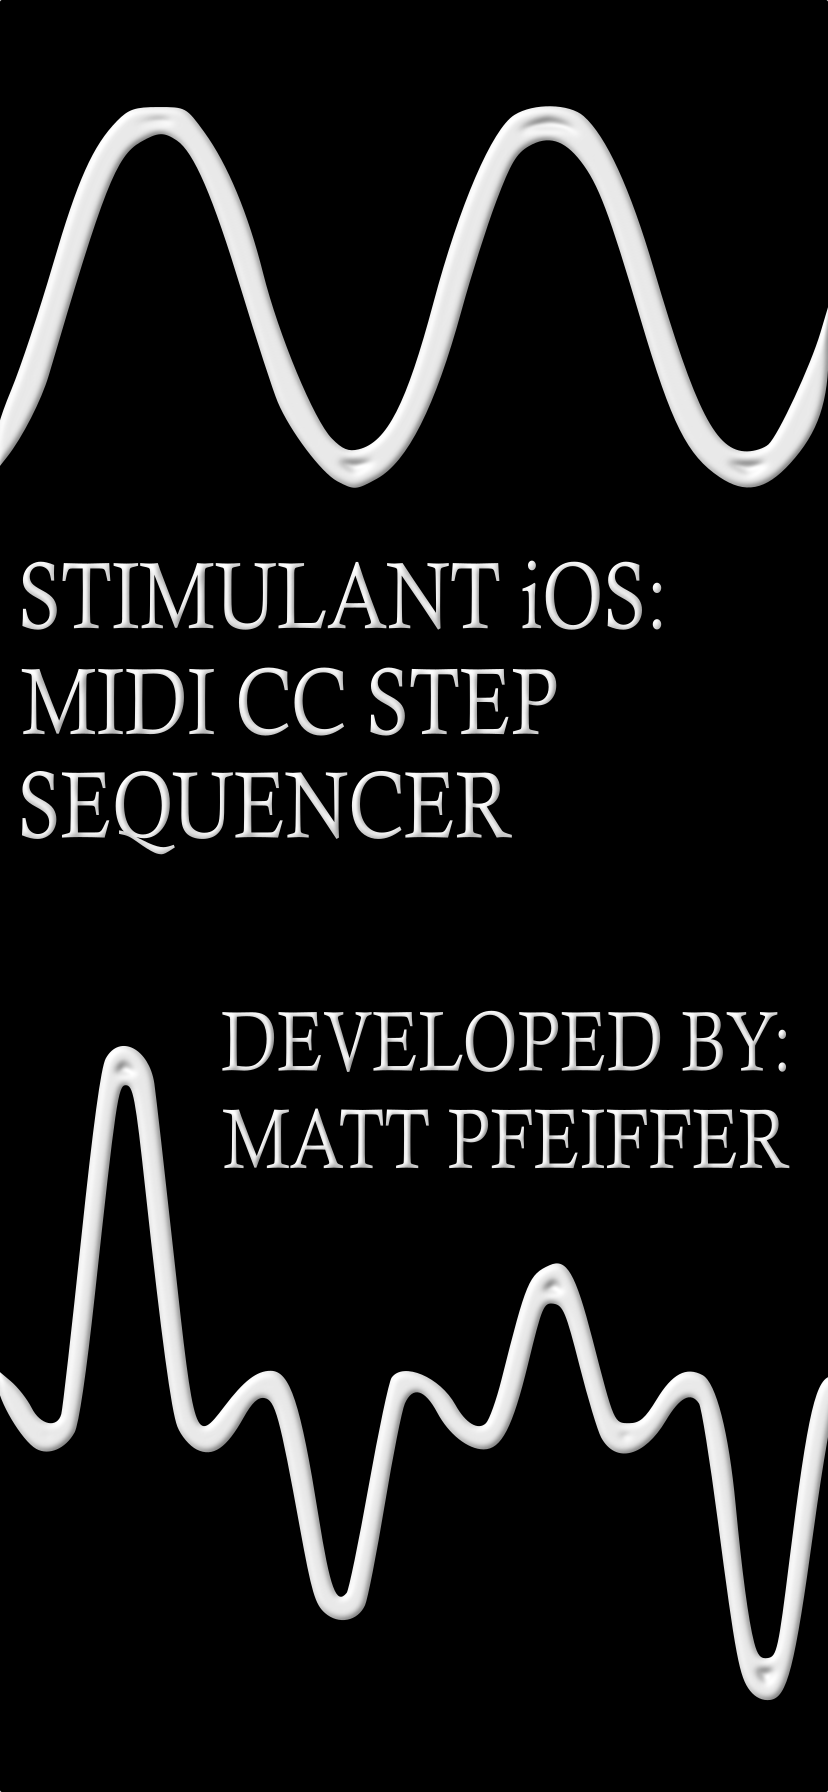 STIMULANT iOS:
MIDI CC STEP
SEQUENCER
DEVELOPED BY:
MATT PFEIFFER